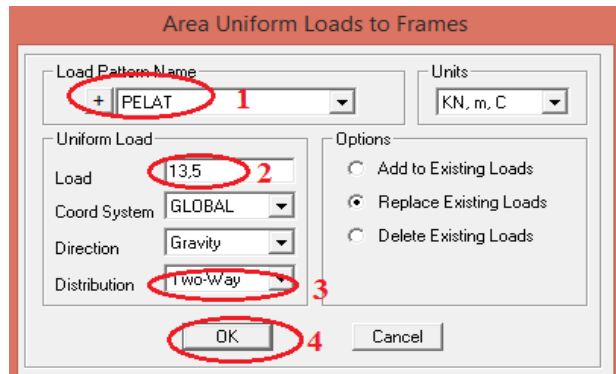 Area Uniform Loads to Frames
Load Pattern Name
+ PELAT 1
Units
KN, m, C
Uniform Load
Load 13,5 2
Coord System GLOBAL
Direction Gravity
Distribution Two-Way 3
Options
Add to Existing Loads
Replace Existing Loads
Delete Existing Loads
OK 4
Cancel